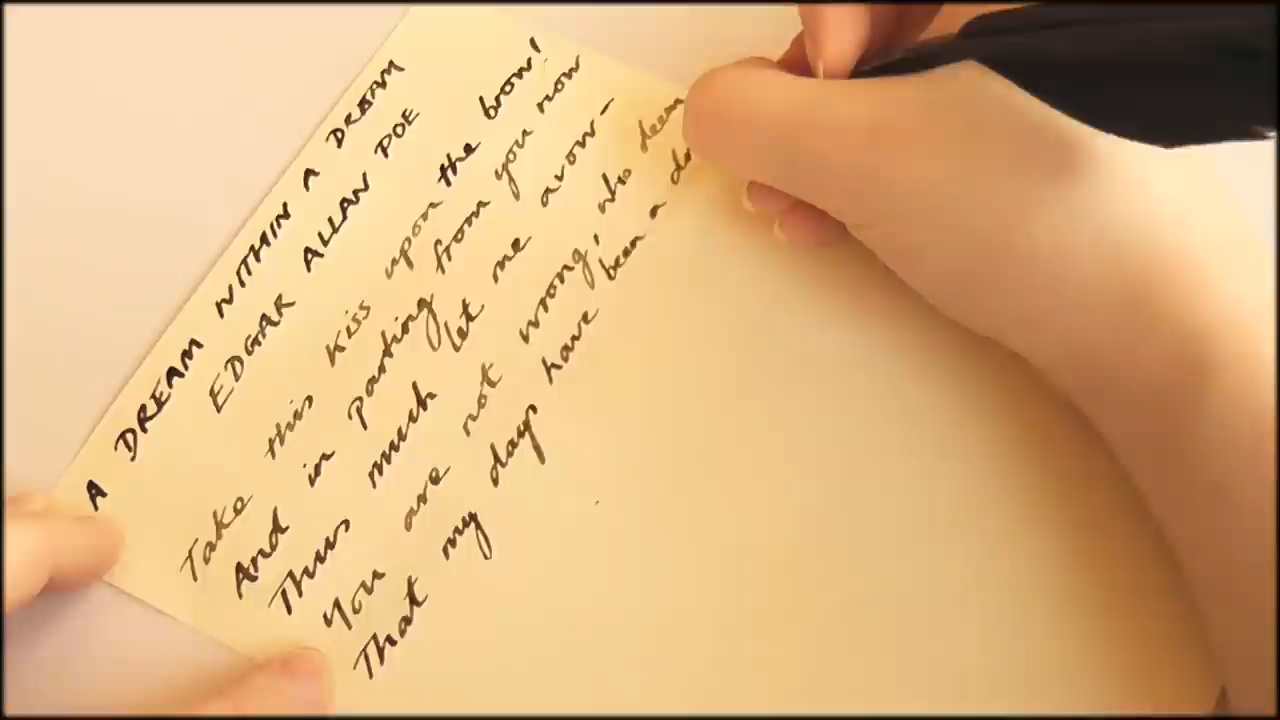 A DREAM WITHIN A DREAM
EDGAR ALLAN POE
Take this kiss upon the brow!
And in parting from you now
Thus much let me avow-
You are not wrong, who deem
That my days have been a